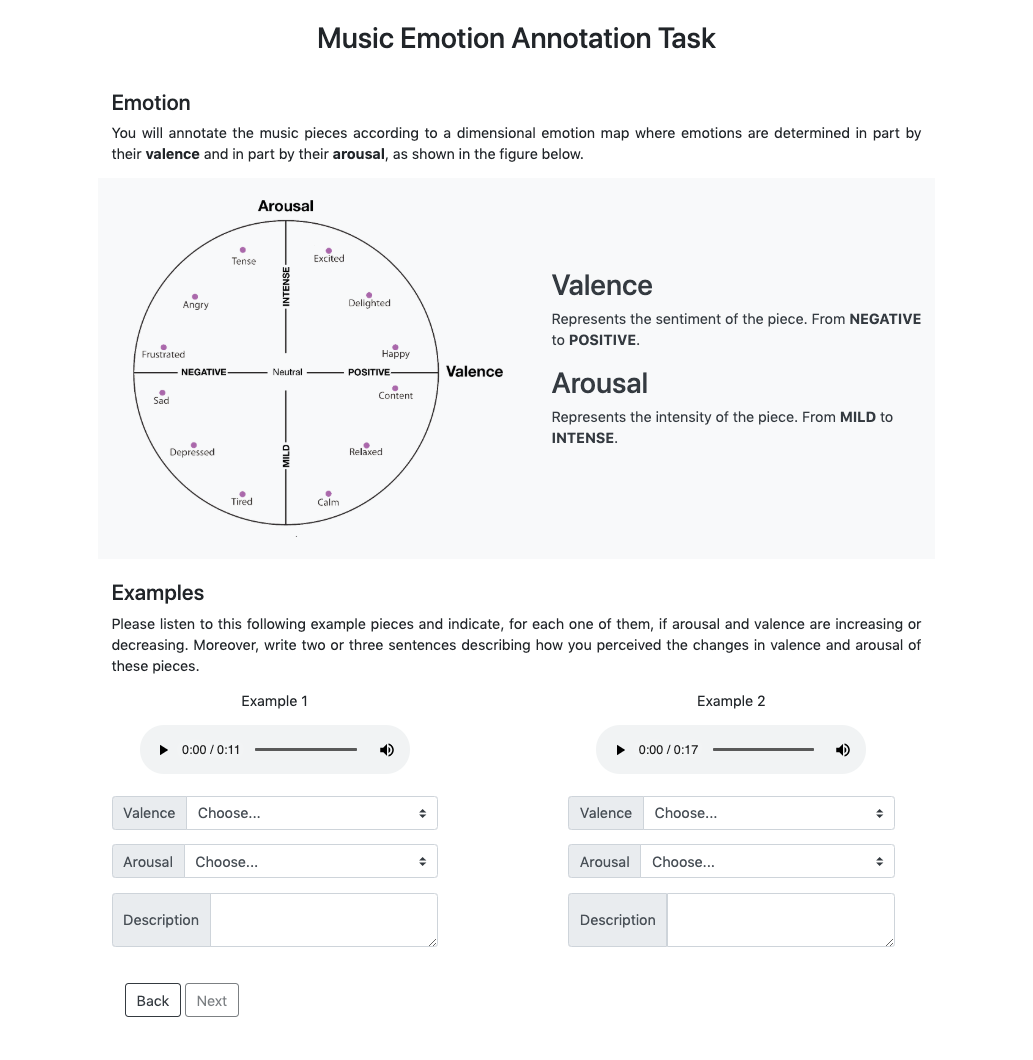 Music Emotion Annotation Task
Emotion
You will annotate the music pieces according to a dimensional emotion map where emotions are determined in part by
their valence and in part by their arousal, as shown in the figure below.
Arousal
Tense
Excited
INTENSE
Angry
Delighted
Frustrated
Happy
NEGATIVE
Neutral
POSITIVE
Valence
Sad
Content
Depressed
MILD
Relaxed
Tired
Calm
Valence
Represents the sentiment of the piece. From NEGATIVE
to POSITIVE.
Arousal
Represents the intensity of the piece. From MILD to
INTENSE.
Examples
Please listen to this following example pieces and indicate, for each one of them, if arousal and valence are increasing or
decreasing. Moreover, write two or three sentences describing how you perceived the changes in valence and arousal of
these pieces.
Example 1
0:00 / 0:11
Valence Choose...
Arousal Choose...
Description
Example 2
0:00 / 0:17
Valence Choose...
Arousal Choose...
Description
Back
Next